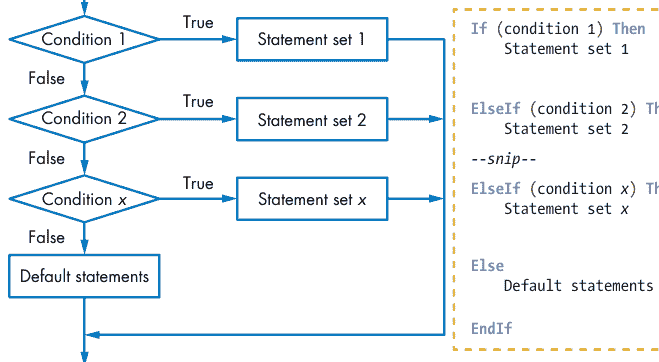 Condition 1
True
Statement set 1
False
Condition 2
True
Statement set 2
False
Condition x
True
Statement set x
False
Default statements
If (condition 1) Then
Statement set 1
ElseIf (condition 2) Th
Statement set 2
--snip--
ElseIf (condition x) Th
Statement set x
Else
Default statements
EndIf